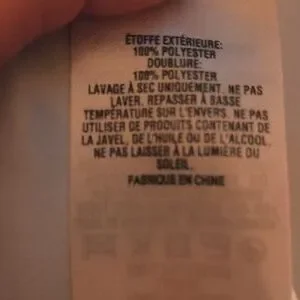 ÉTOFFE EXTÉRIEURE:
100% POLYESTER
DOUBLURE:
100% POLYESTER
LAVAGE À SEC UNIQUEMENT. NE PAS
LAVER. REPASSER À BASSE
TEMPÉRATURE SUR L'ENVERS. NE PAS
UTILISER DE PRODUITS CONTENANT DE
LA JAVEL, DE L'HUILE OU DE L'ALCOOL.
NE PAS LAISSER À LA LUMIÈRE DU
SOLEIL.
FABRIQUE EN CHINE